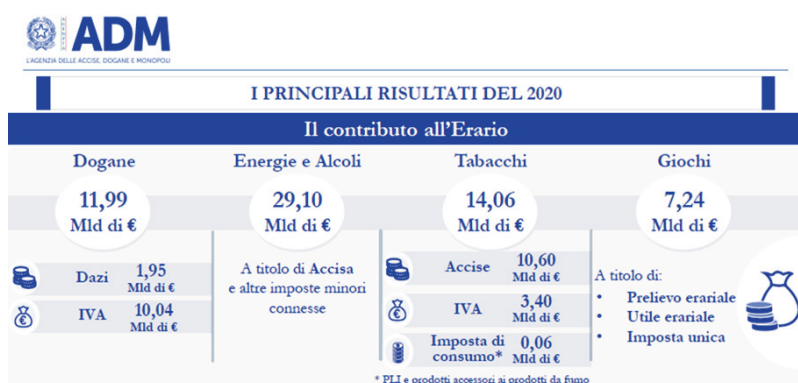 ADM
L'AGENZIA DELLE ACCISE, DOGANE E MONOPOLI
I PRINCIPALI RISULTATI DEL 2020
Il contributo all'Erario
Dogane
11,99
Mld di €
Dazi
1,95
Mld di €
IVA
10,04
Mld di €
Energie e Alcoli
29,10
Mld di €
A titolo di Accisa
e altre imposte minori
connesse
Tabacchi
14,06
Mld di €
Accise
10,60
Mld di €
IVA
3,40
Mld di €
Imposta di
consumo*
0,06
Mld di €
* PLI e prodotti accessori ai prodotti da fumo
Giochi
7,24
Mld di €
A titolo di:
• Prelievo erariale
• Utile erariale
• Imposta unica